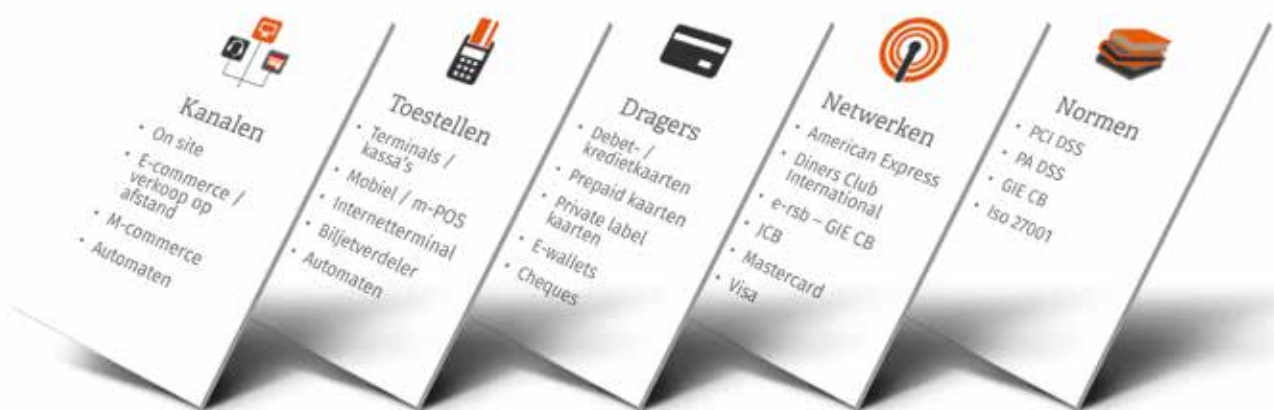 Kanalen
• On site
• E-commerce /
verkoop op
afstand
• M-commerce
• Automaten
Toestellen
• Terminals /
kassa's
• Mobiel / m-POS
• Internetterminal
• Biljetverdeler
• Automaten
Dragers
• Debet- /
kredietkaarten
• Prepaid kaarten
• Private label
kaarten
• E-wallets
• Cheques
Netwerken
• American Express
• Diners Club
International
• e-rsb – GIE CB
• JCB
• Mastercard
• Visa
Normen
• PCI DSS
• PA DSS
• GIE CB
• Iso 27001